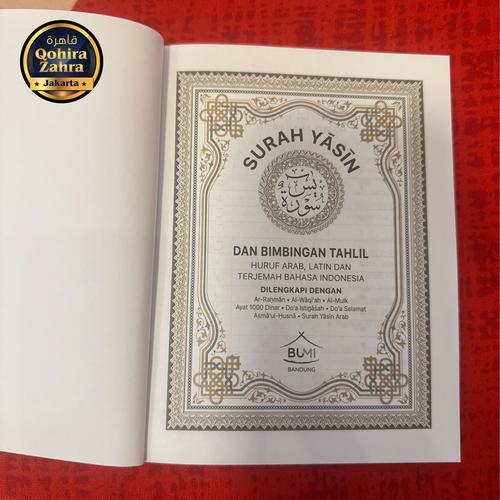 قاهرة
Qohira
Zahra
Jakarta
SURAH YĀSĪN
سورة يس
DAN BIMBINGAN TAHLIL
HURUF ARAB, LATIN DAN
TERJEMAH BAHASA INDONESIA
DILENGKAPI DENGAN
Ar-Raḥmān • Al-Wāqi'ah • Al-Mulk
Ayat 1000 Dinar • Do'a Istigāṡah • Do'a Selamat
Asmā'ul-Ḥusnā • Surah Yāsīn Arab
BUMI
BANDUNG